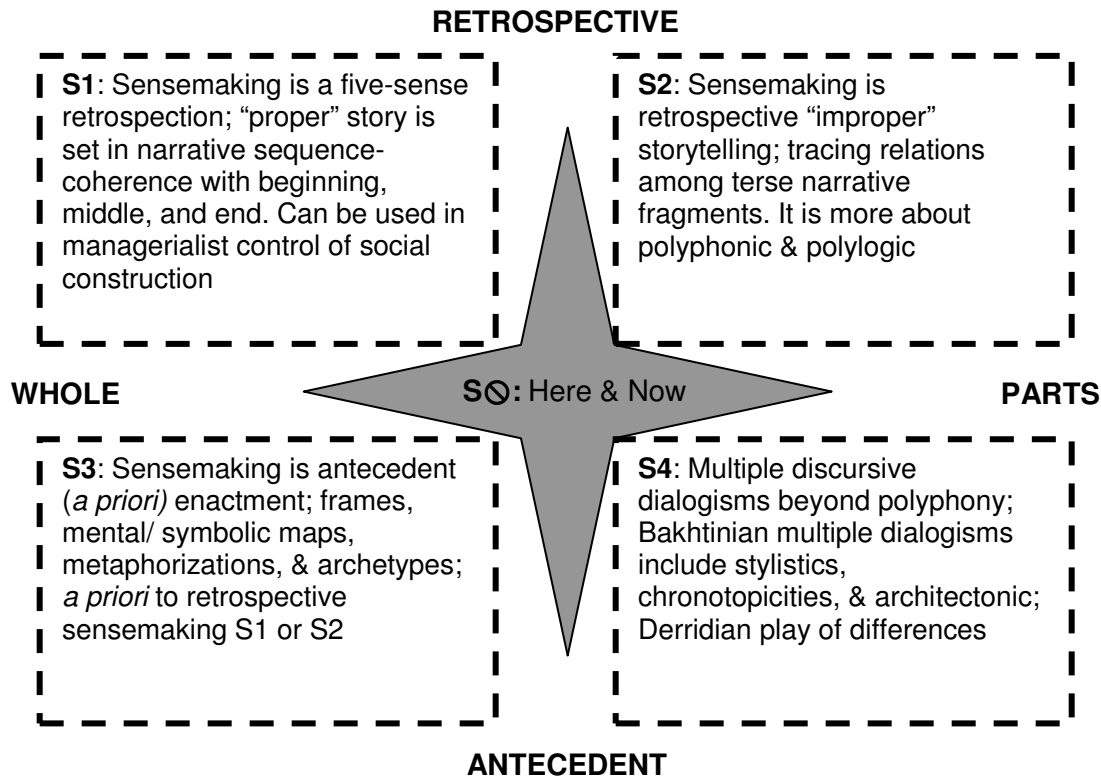 RETROSPECTIVE
S1: Sensemaking is a five-sense
retrospection; “proper” story is
set in narrative sequence-
coherence with beginning,
middle, and end. Can be used in
managerialist control of social
construction
S2: Sensemaking is
retrospective “improper”
storytelling; tracing relations
among terse narrative
fragments. It is more about
polyphonic & polylogic
WHOLE
S⦸: Here & Now
PARTS
S3: Sensemaking is antecedent
(a priori) enactment; frames,
mental/ symbolic maps,
metaphorizations, & archetypes;
a priori to retrospective
sensemaking S1 or S2
S4: Multiple discursive
dialogisms beyond polyphony;
Bakhtinian multiple dialogisms
include stylistics,
chronotopicities, & architectonic;
Derridian play of differences
ANTECEDENT